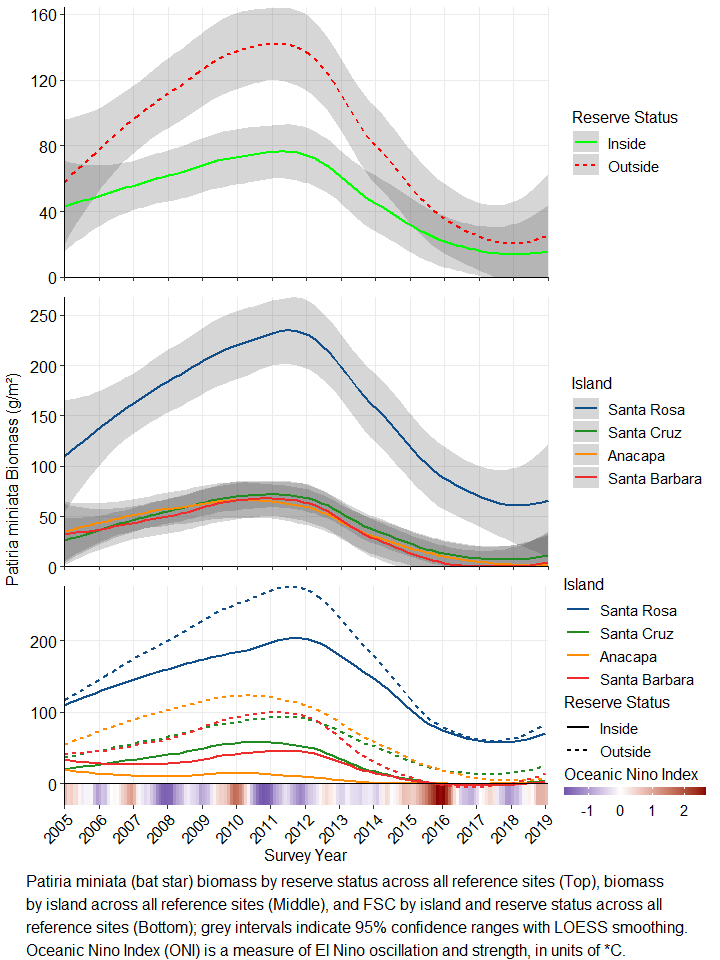 160
120
80
40
0
Reserve Status
Inside
Outside
Patiria miniata Biomass (g/m²)
250
200
150
100
50
0
Island
Santa Rosa
Santa Cruz
Anacapa
Santa Barbara
200
100
0
Island
Santa Rosa
Santa Cruz
Anacapa
Santa Barbara
Reserve Status
Inside
Outside
Oceanic Nino Index
-1 0 1 2
2005 2006 2007 2008 2009 2010 2011 2012 2013 2014 2015 2016 2017 2018 2019
Survey Year
Patiria miniata (bat star) biomass by reserve status across all reference sites (Top), biomass
by island across all reference sites (Middle), and FSC by island and reserve status across all
reference sites (Bottom); grey intervals indicate 95% confidence ranges with LOESS smoothing.
Oceanic Nino Index (ONI) is a measure of El Nino oscillation and strength, in units of *C.